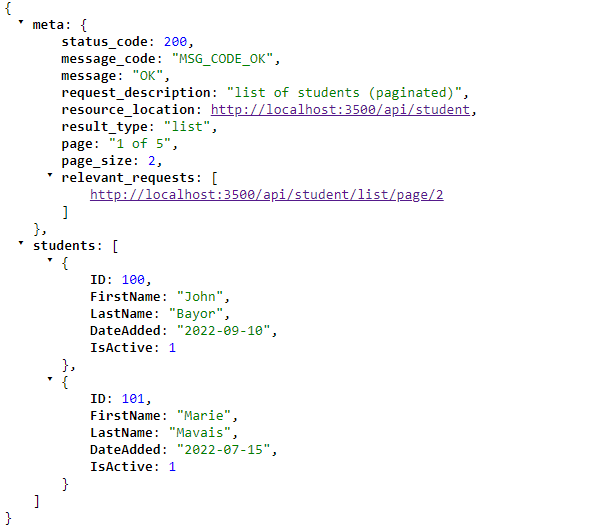 {
meta: {
status_code: 200,
message_code: "MSG_CODE_OK",
message: "OK",
request_description: "list of students (paginated)",
resource_location: http://localhost:3500/api/student,
result_type: "list",
page: "1 of 5",
page_size: 2,
relevant_requests: [
http://localhost:3500/api/student/list/page/2
]
},
students: [
{
ID: 100,
FirstName: "John",
LastName: "Bayor",
DateAdded: "2022-09-10",
IsActive: 1
},
{
ID: 101,
FirstName: "Marie",
LastName: "Mavais",
DateAdded: "2022-07-15",
IsActive: 1
}
]
}